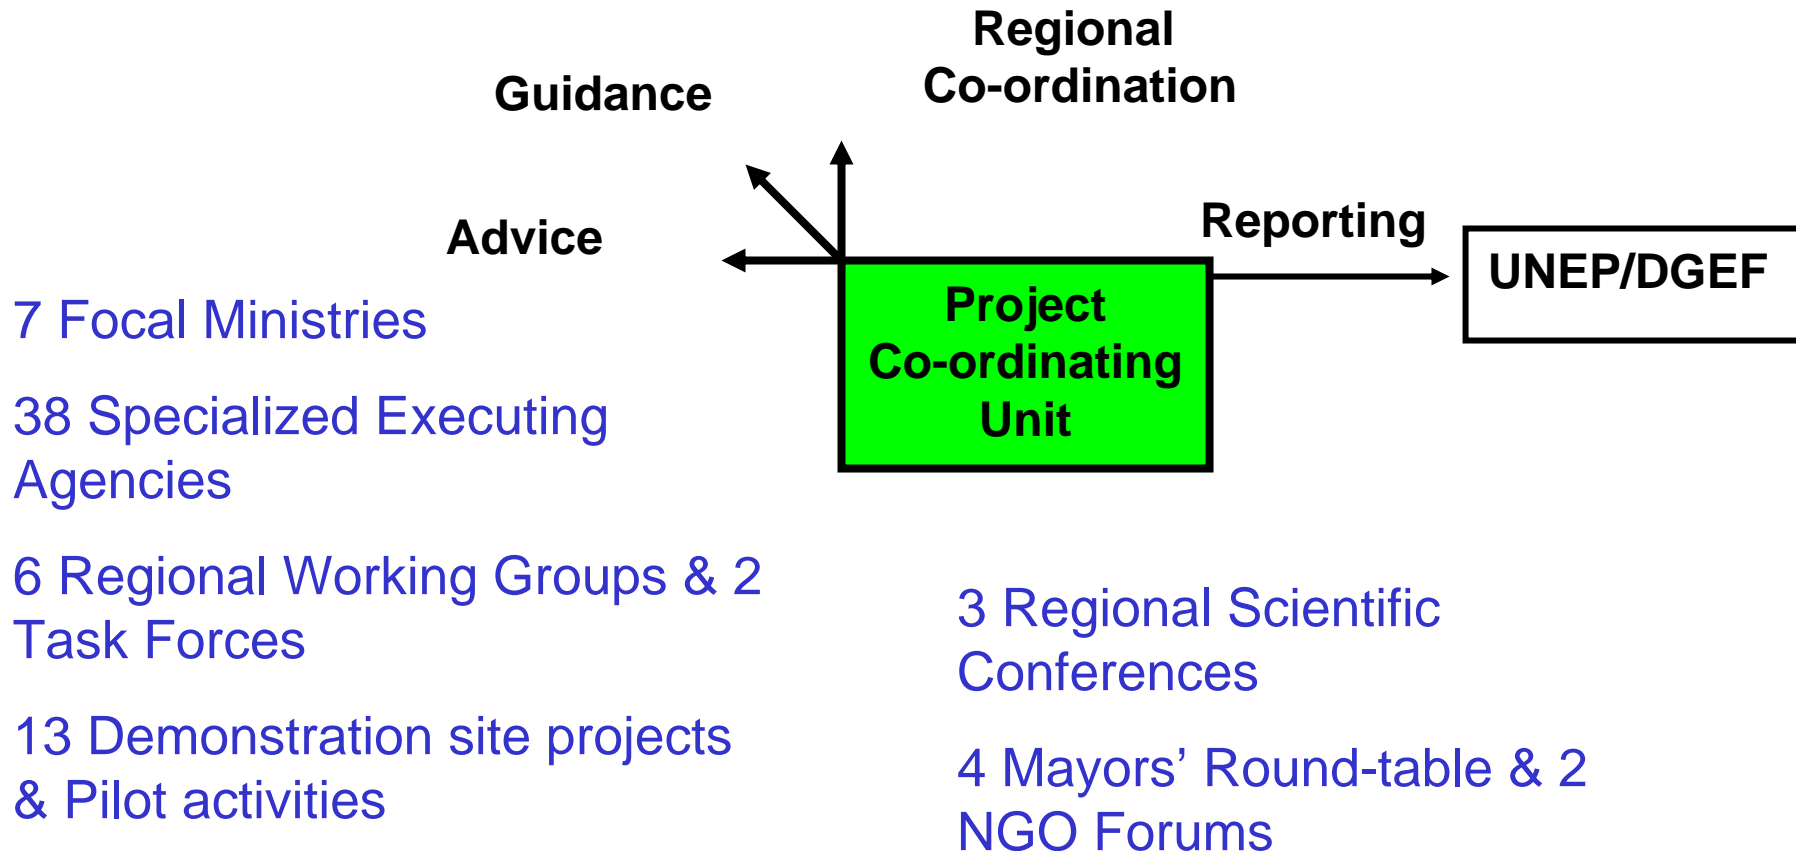 Regional
Co-ordination
Guidance
Advice
Reporting
UNEP/DGEF
Project
Co-ordinating
Unit
7 Focal Ministries
38 Specialized Executing
Agencies
6 Regional Working Groups & 2
Task Forces
13 Demonstration site projects
& Pilot activities
3 Regional Scientific
Conferences
4 Mayors’ Round-table & 2
NGO Forums